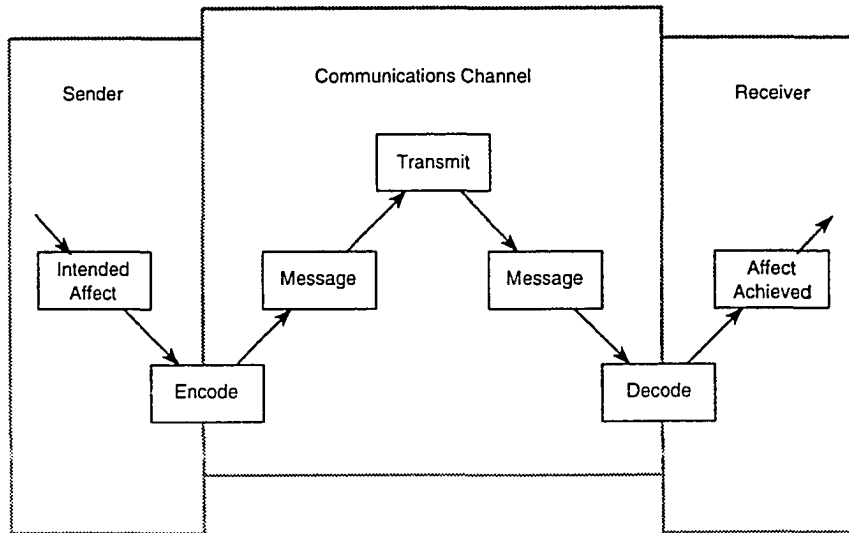 Sender
Communications Channel
Receiver
Transmit
Intended
Affect
Message
Message
Affect
Achieved
Encode
Decode